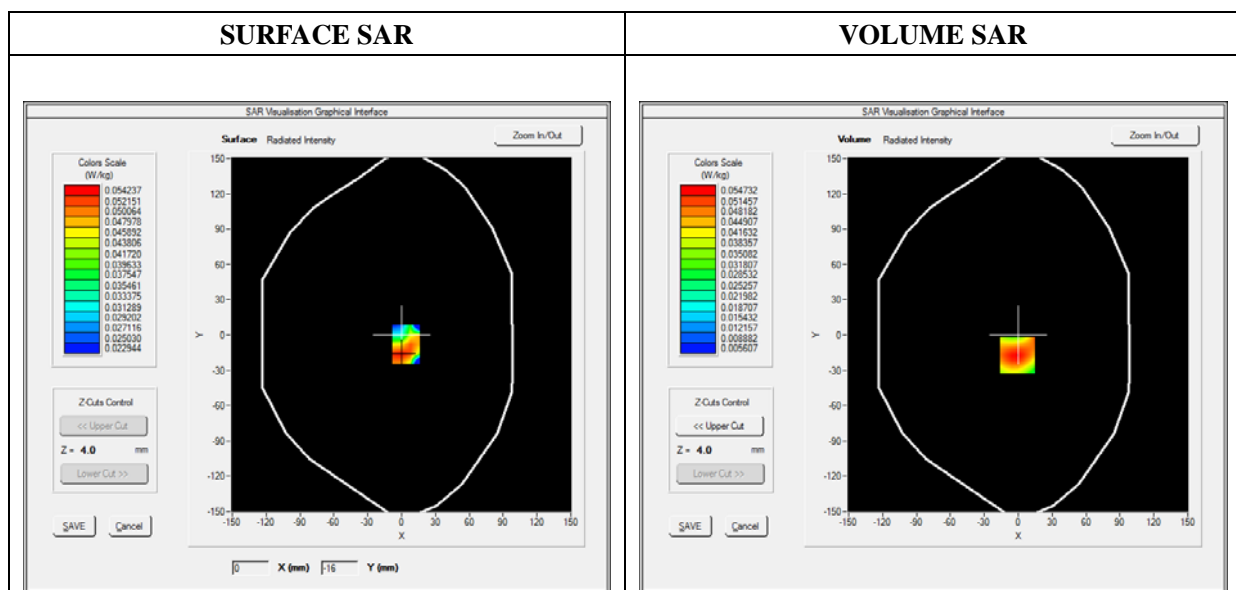 SURFACE SAR
VOLUME SAR
SAR Visualisation Graphical Interface
Surface Radiated Intensity
Zoom In/Out
Colors Scale
(W/kg)
0.054237
0.052151
0.050064
0.047978
0.045892
0.043806
0.041720
0.039633
0.037547
0.035461
0.033375
0.031289
0.029202
0.027116
0.025030
0.022944
150
120
90
60
30
0
-30
-60
-90
-120
-150
Y
-150 -120 -90 -60 -30 0 30 60 90 120 150
X
Z-Cuts Control
<< Upper Cut
Z = 4.0 mm
Lower Cut >>
SAVE Cancel
0 X (mm) -16 Y (mm)
SAR Visualisation Graphical Interface
Volume Radiated Intensity
Zoom In/Out
Colors Scale
(W/kg)
0.054732
0.051457
0.048182
0.044907
0.041632
0.038357
0.035082
0.031807
0.028532
0.025257
0.021982
0.018707
0.015432
0.012157
0.008882
0.005607
150
120
90
60
30
0
-30
-60
-90
-120
-150
Y
-150 -120 -90 -60 -30 0 30 60 90 120 150
X
Z-Cuts Control
<< Upper Cut
Z = 4.0 mm
Lower Cut >>
SAVE Cancel